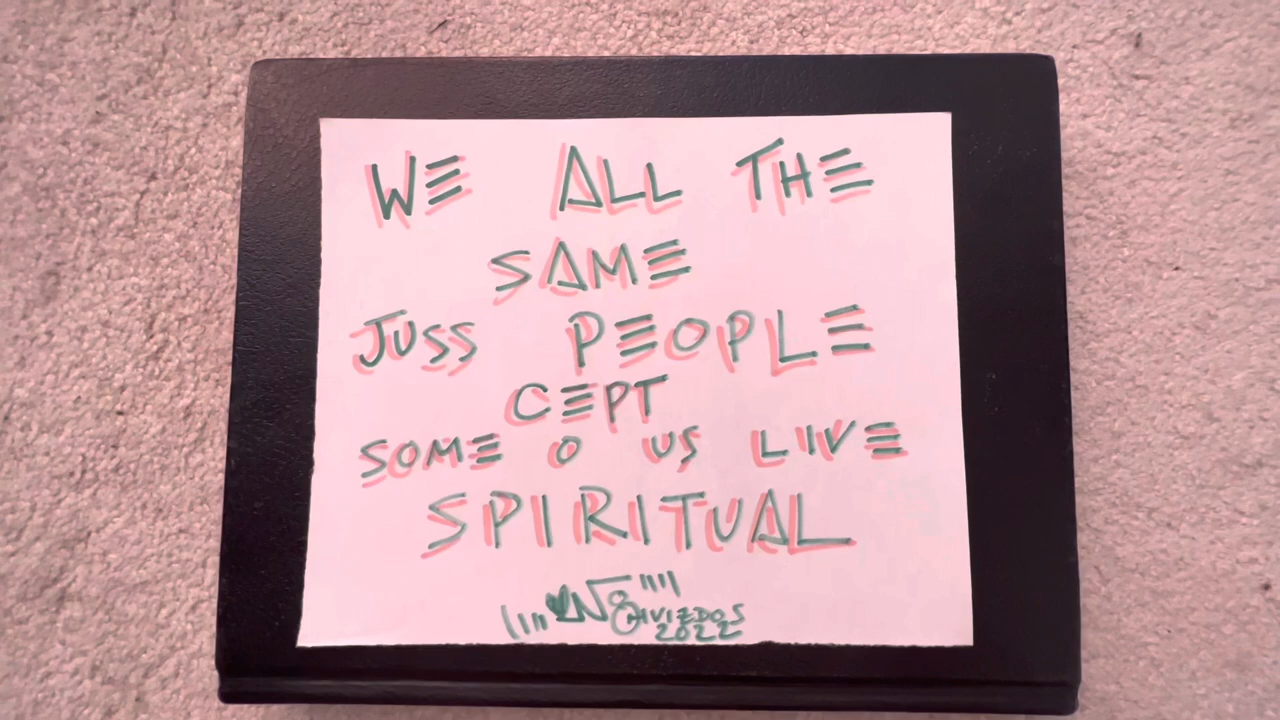 WE ALL THE
SAME
JUSS PEOPLE
CEPT
SOME O US LIVE
SPIRITUAL
2022